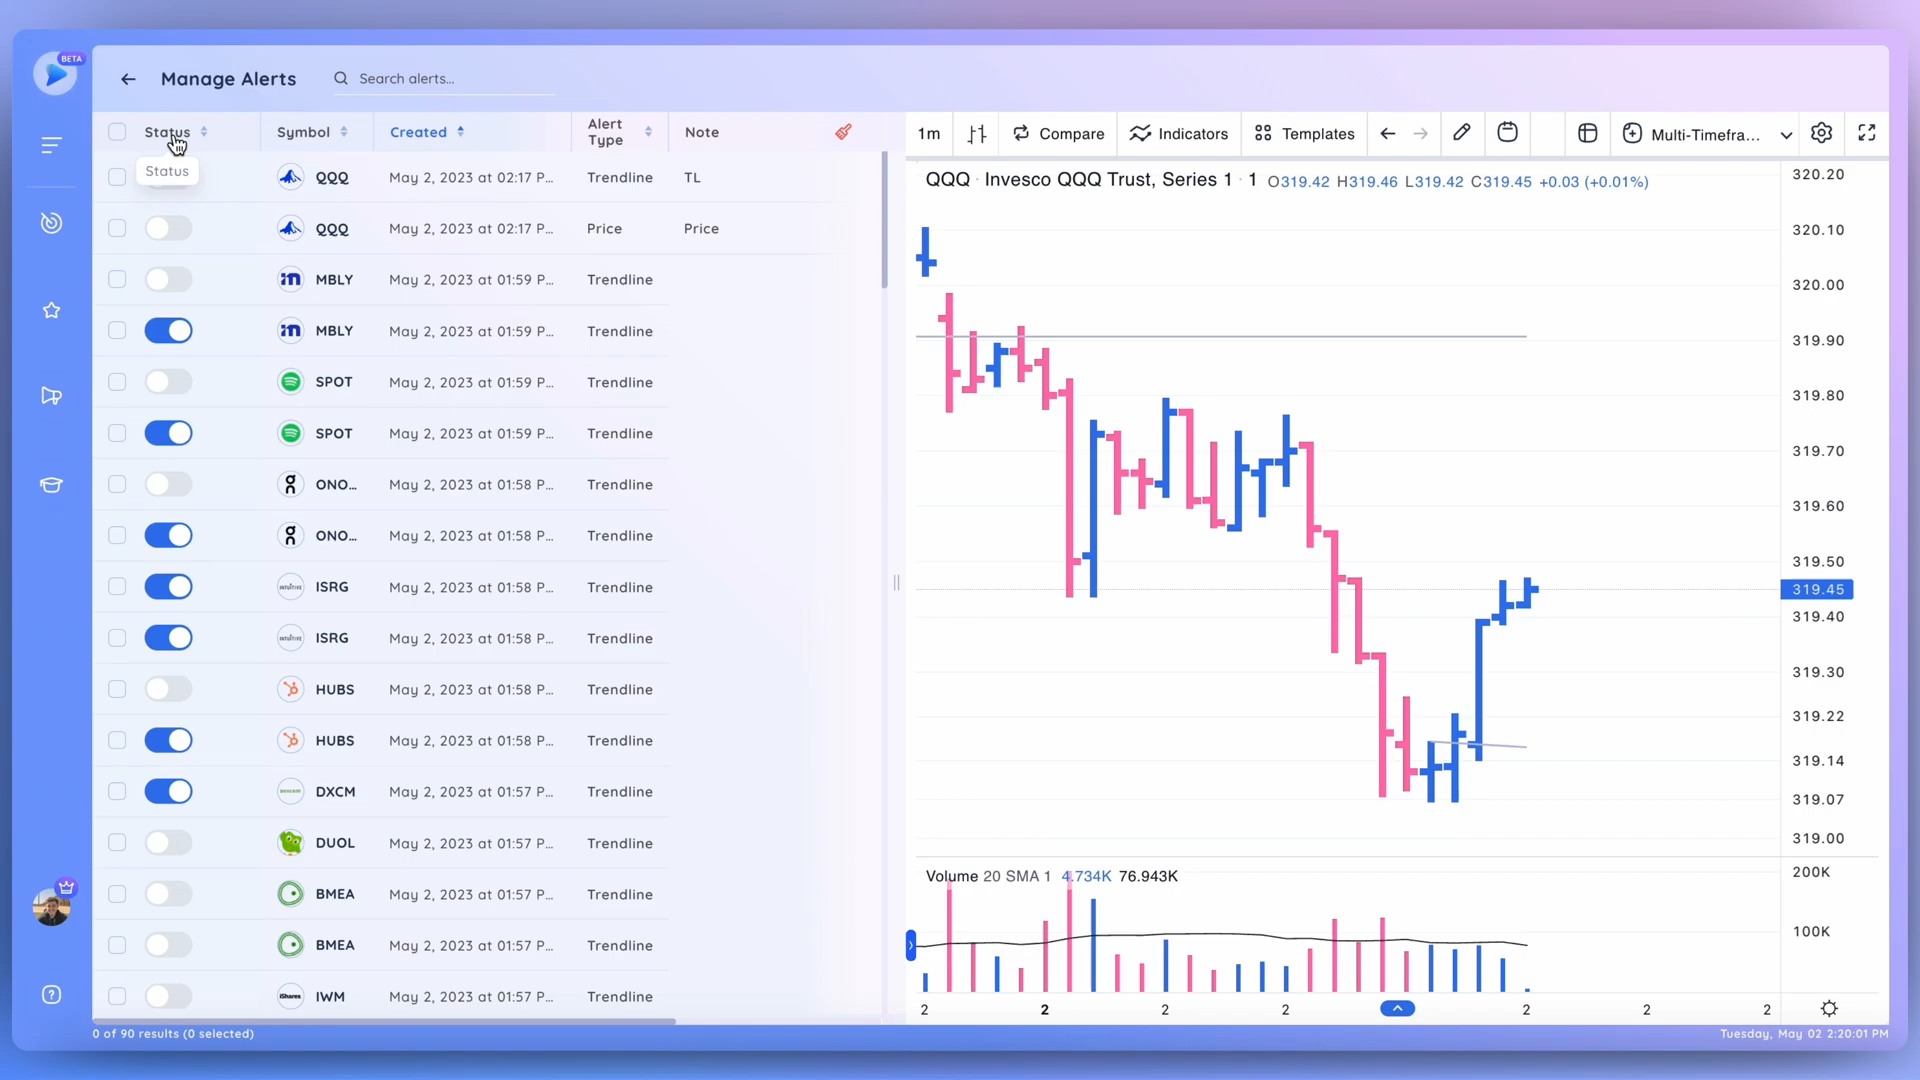 BETA
Manage Alerts
Search alerts...
Status
Symbol
Created
Alert Type
Note
Status
QQQ May 2, 2023 at 02:17 P... Trendline TL
QQQ May 2, 2023 at 02:17 P... Price Price
MBLY May 2, 2023 at 01:59 P... Trendline
MBLY May 2, 2023 at 01:59 P... Trendline
SPOT May 2, 2023 at 01:59 P... Trendline
SPOT May 2, 2023 at 01:59 P... Trendline
ONO... May 2, 2023 at 01:58 P... Trendline
ONO... May 2, 2023 at 01:58 P... Trendline
ISRG May 2, 2023 at 01:58 P... Trendline
ISRG May 2, 2023 at 01:58 P... Trendline
HUBS May 2, 2023 at 01:58 P... Trendline
HUBS May 2, 2023 at 01:58 P... Trendline
DXCM May 2, 2023 at 01:57 P... Trendline
DUOL May 2, 2023 at 01:57 P... Trendline
BMEA May 2, 2023 at 01:57 P... Trendline
BMEA May 2, 2023 at 01:57 P... Trendline
iShares IWM May 2, 2023 at 01:57 P... Trendline
0 of 90 results (0 selected)
1m Compare Indicators Templates Multi-Timefra...
QQQ · Invesco QQQ Trust, Series 1 · 1 O319.42 H319.46 L319.42 C319.45 +0.03 (+0.01%)
320.20
320.10
320.00
319.90
319.80
319.70
319.60
319.50
319.45
319.40
319.30
319.22
319.14
319.07
319.00
Volume 20 SMA 1 4.734K 76.943K
200K
100K
2 2 2 2 2 2 2
Tuesday, May 02 2:20:01 PM